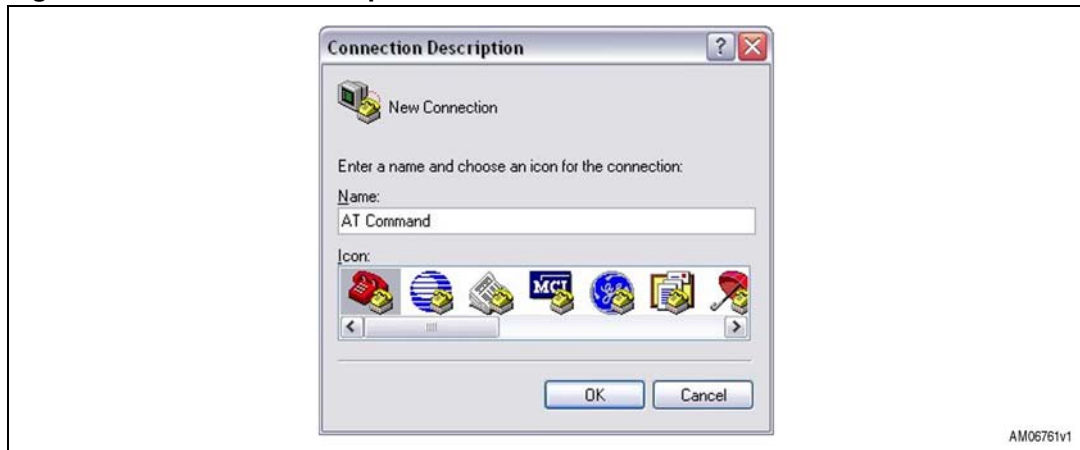 Connection Description
New Connection
Enter a name and choose an icon for the connection:
Name:
AT Command
Icon:
MCI
OK Cancel
AM06761v1